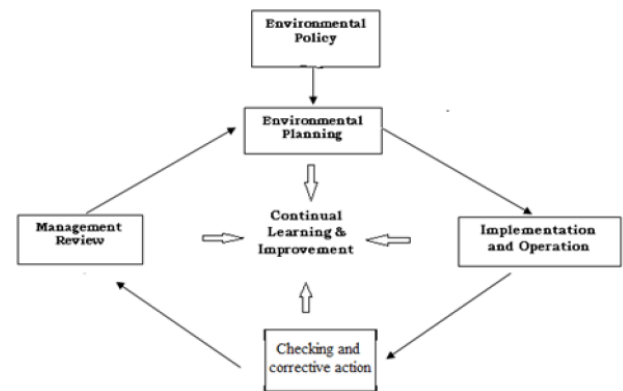 Environmental
Policy
Environmental
Planning
Continual
Learning &
Improvement
Management
Review
Implementation
and Operation
Checking and
corrective action